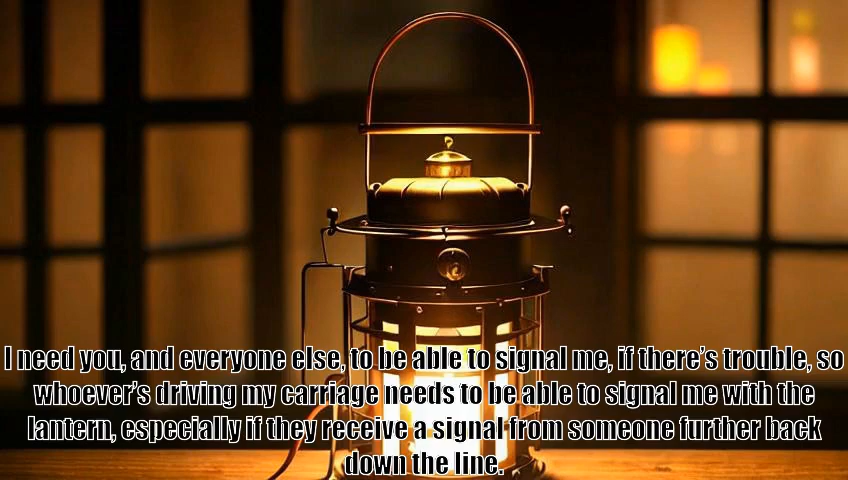 I need you, and everyone else, to be able to signal me, if there's trouble, so
whoever's driving my carriage needs to be able to signal me with the
lantern, especially if they receive a signal from someone further back
down the line.